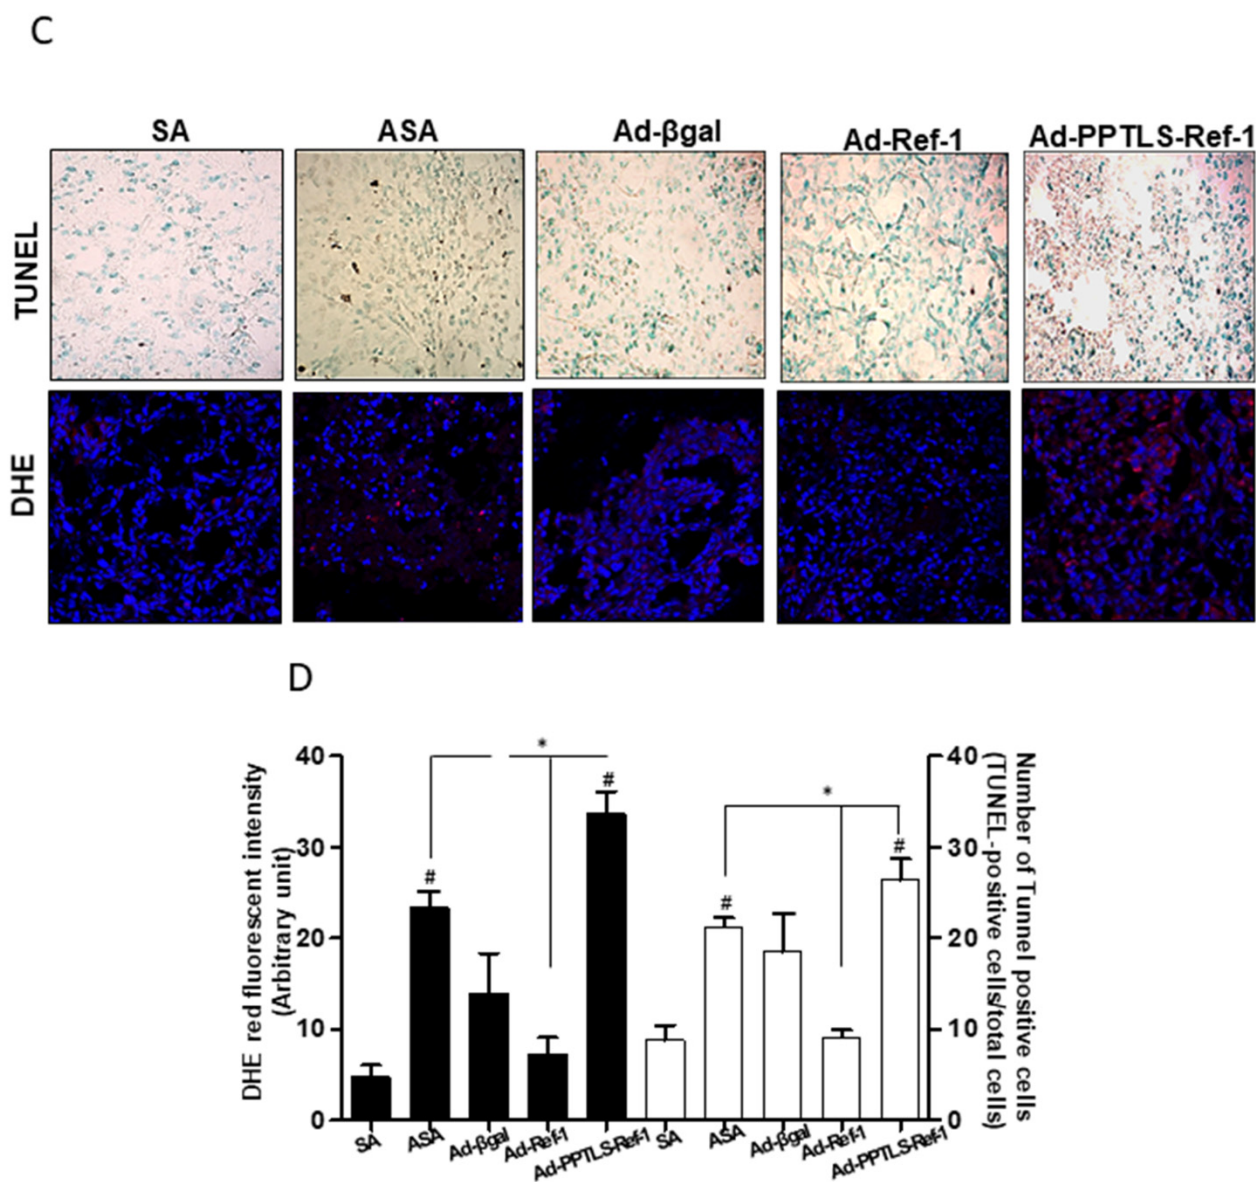 C
SA ASA Ad-βgal Ad-Ref-1 Ad-PPTLS-Ref-1
TUNEL
DHE
D
DHE red fluorescent intensity
(Arbitrary unit)
40
30
20
10
0
*
#
#
*
#
#
40
30
20
10
0
Number of Tunnel positive cells
(TUNEL-positive cells/total cells)
SA ASA Ad-βgal Ad-Ref-1 Ad-PPTLS-Ref-1 SA ASA Ad-βgal Ad-Ref-1 Ad-PPTLS-Ref-1